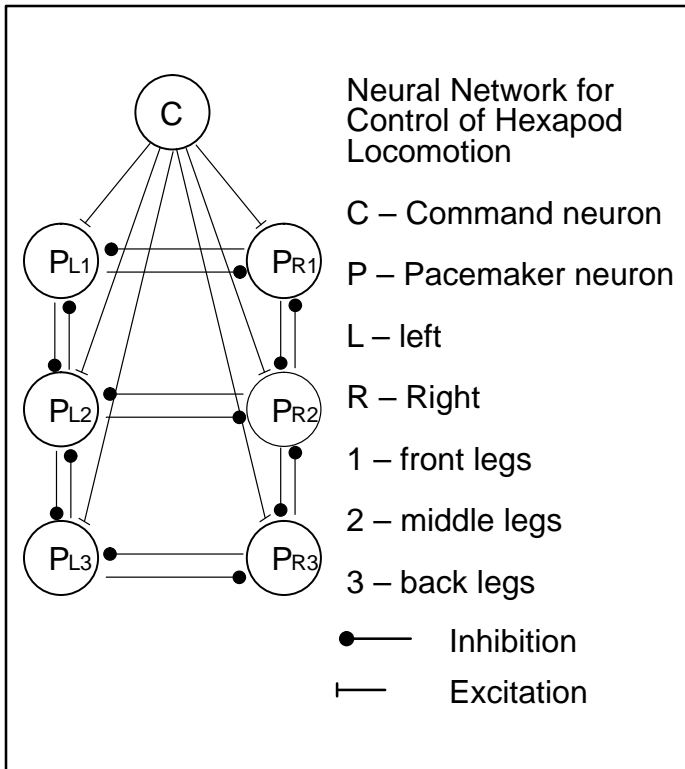 C
PL1
PR1
PL2
PR2
PL3
PR3
Neural Network for
Control of Hexapod
Locomotion
C – Command neuron
P – Pacemaker neuron
L – left
R – Right
1 – front legs
2 – middle legs
3 – back legs
Inhibition
Excitation